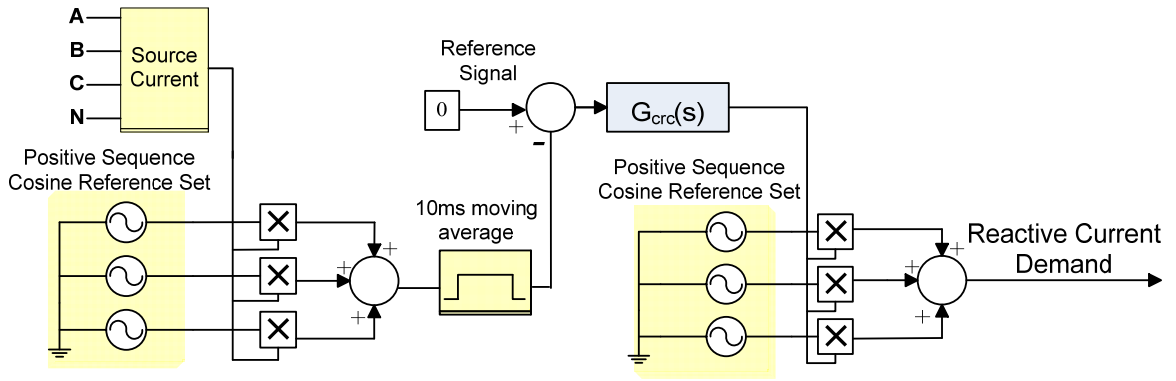 A
B
C
N
Source
Current
Reference
Signal
0
+
-
Gcrc(s)
Positive Sequence
Cosine Reference Set
+
+
+
10ms moving
average
Positive Sequence
Cosine Reference Set
+
+
+
Reactive Current
Demand